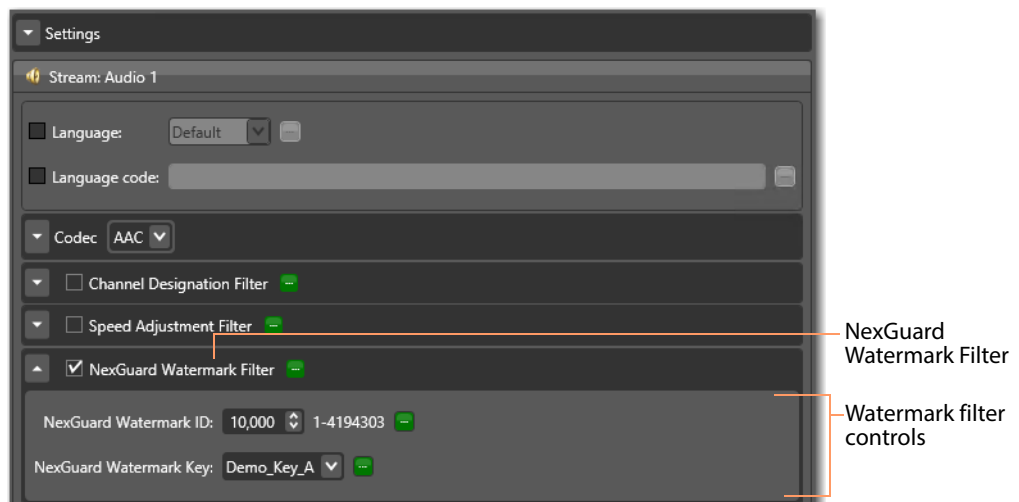 Settings
Stream: Audio 1
Language: Default
Language code:
Codec AAC
Channel Designation Filter
Speed Adjustment Filter
NexGuard Watermark Filter
NexGuard Watermark ID: 10,000 1-4194303
NexGuard Watermark Key: Demo_Key_A
NexGuard
Watermark Filter
Watermark filter
controls